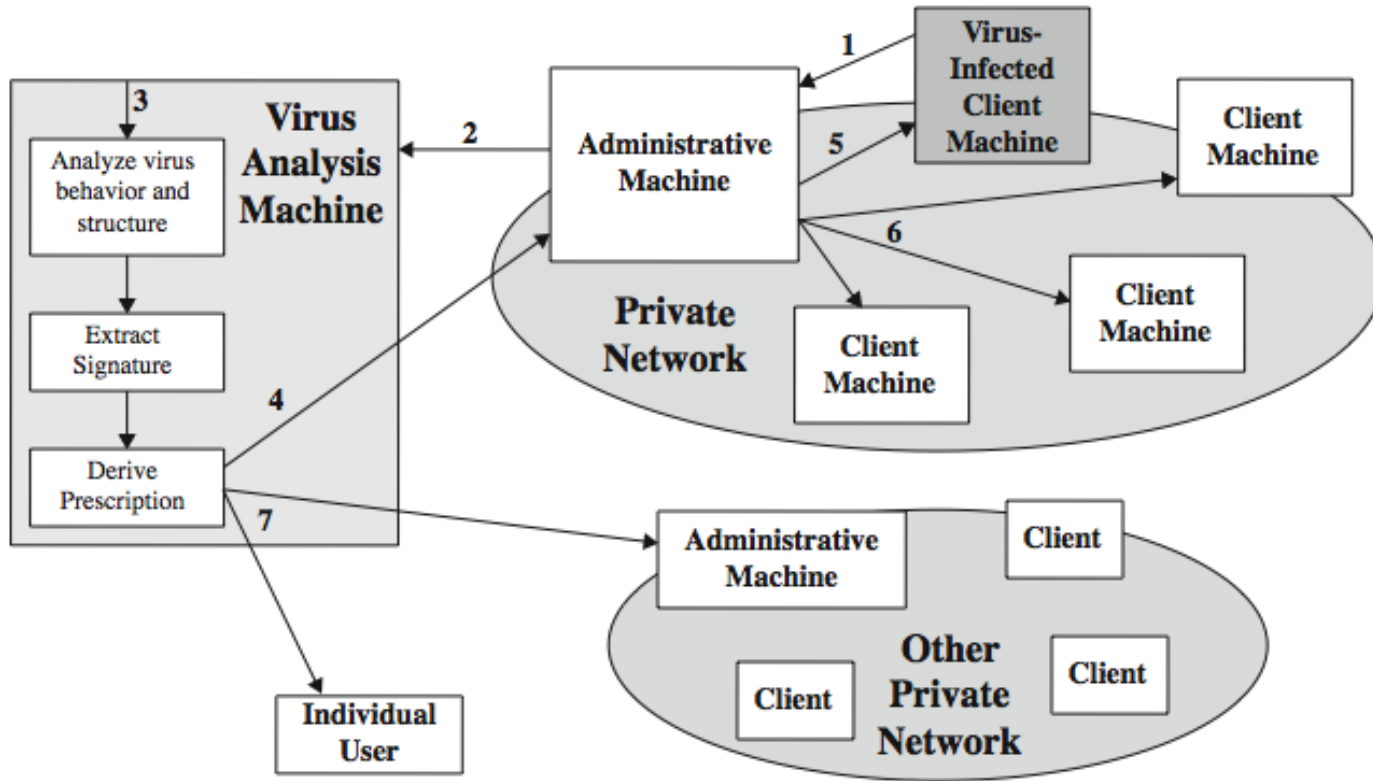 3
Virus
Analysis
Machine
Analyze virus
behavior and
structure
Extract
Signature
Derive
Prescription
2
4
7
1
5
6
Administrative
Machine
Virus-
Infected
Client
Machine
Client
Machine
Client
Machine
Client
Machine
Private
Network
Administrative
Machine
Client
Client
Client
Other
Private
Network
Individual
User